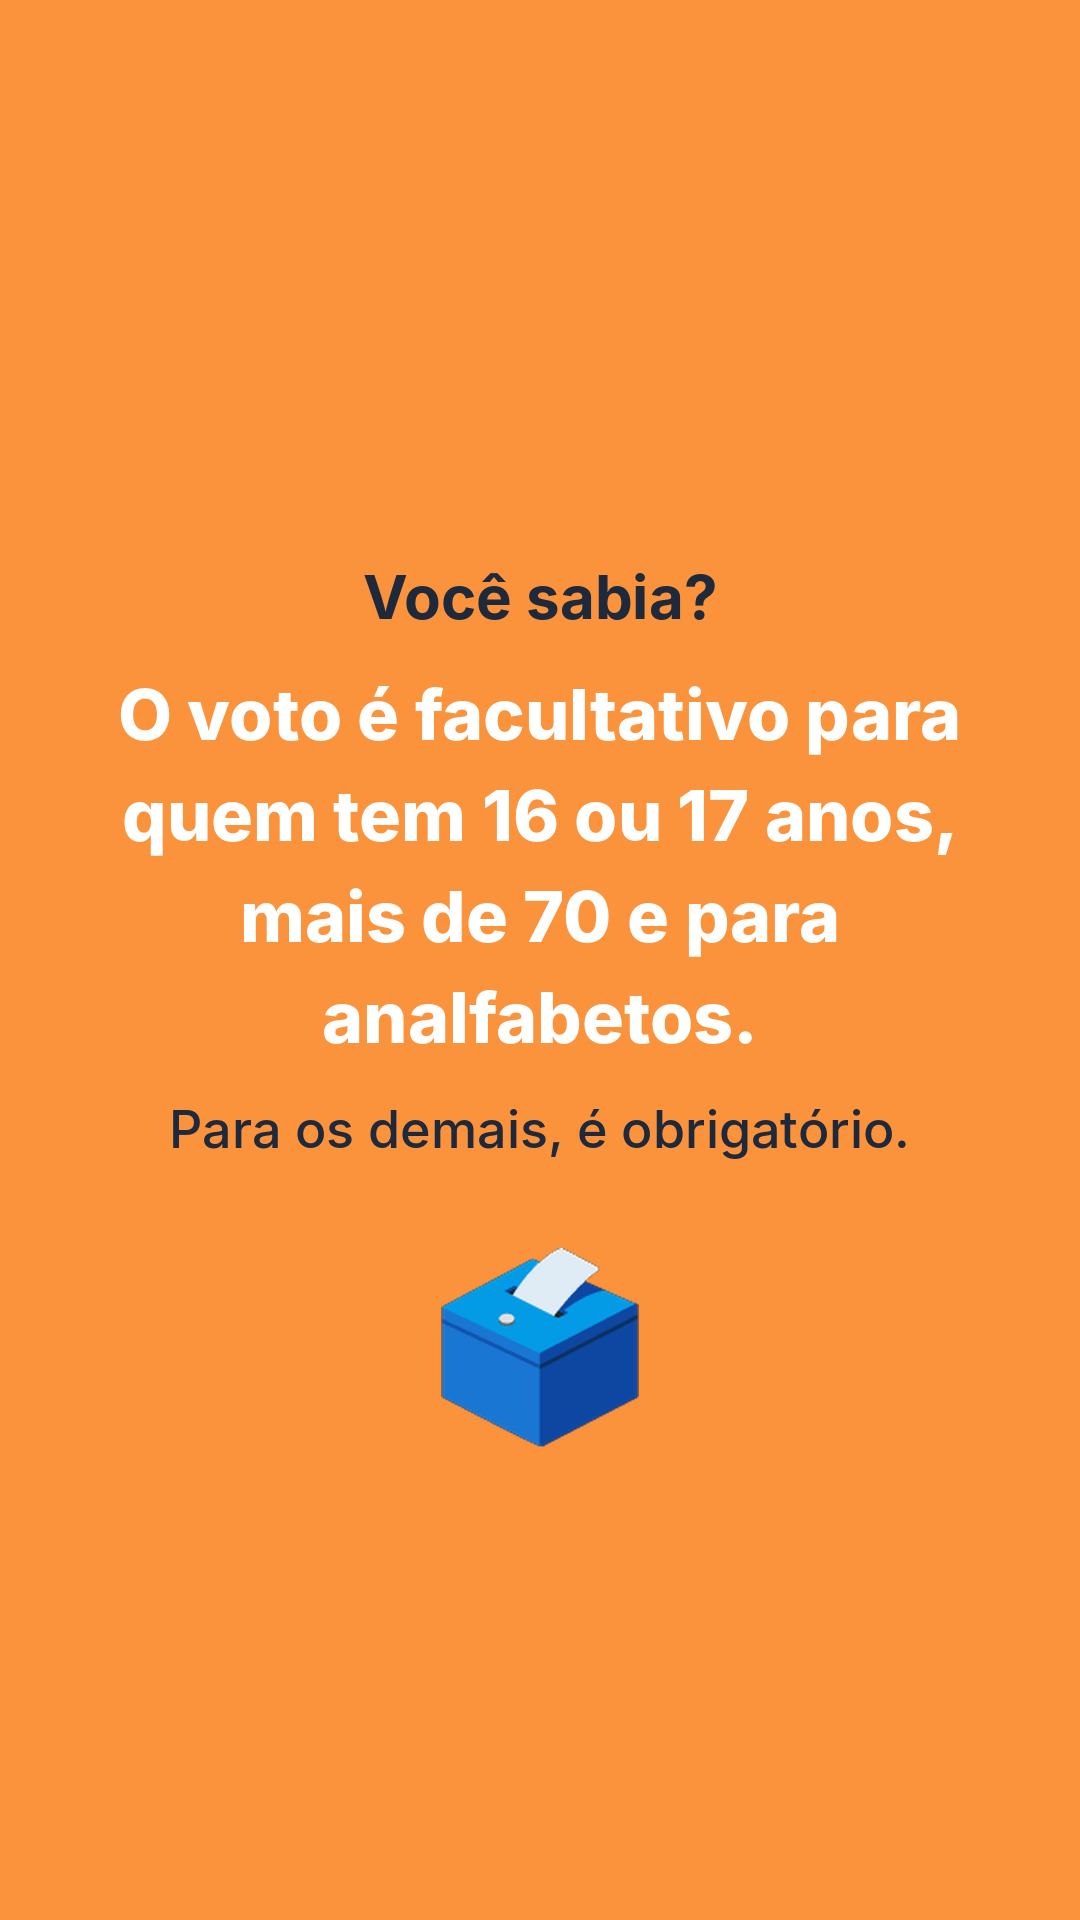 Você sabia?
O voto é facultativo para
quem tem 16 ou 17 anos,
mais de 70 e para
analfabetos.
Para os demais, é obrigatório.